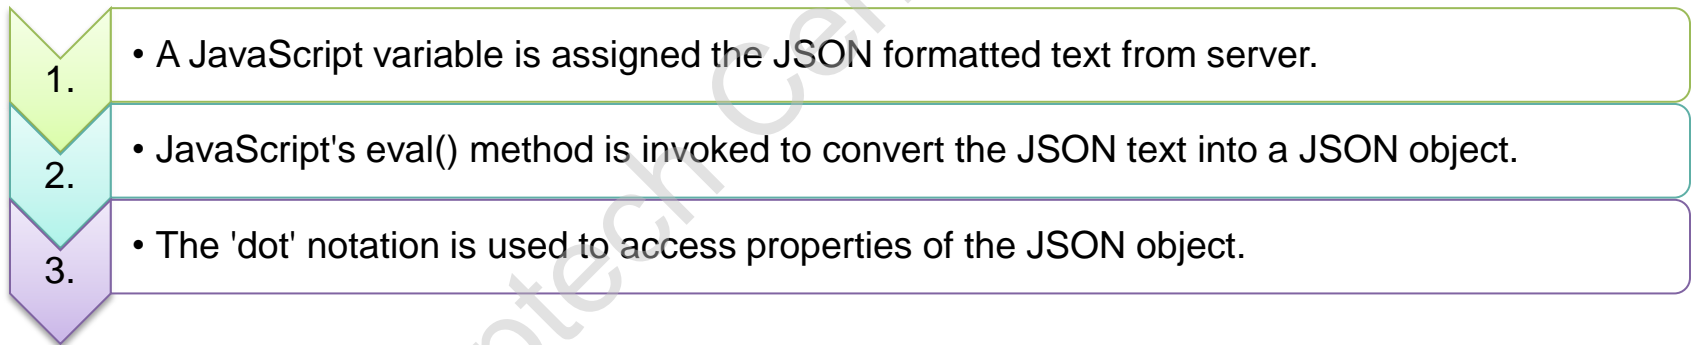 1.
• A JavaScript variable is assigned the JSON formatted text from server.
2.
• JavaScript's eval() method is invoked to convert the JSON text into a JSON object.
3.
• The 'dot' notation is used to access properties of the JSON object.